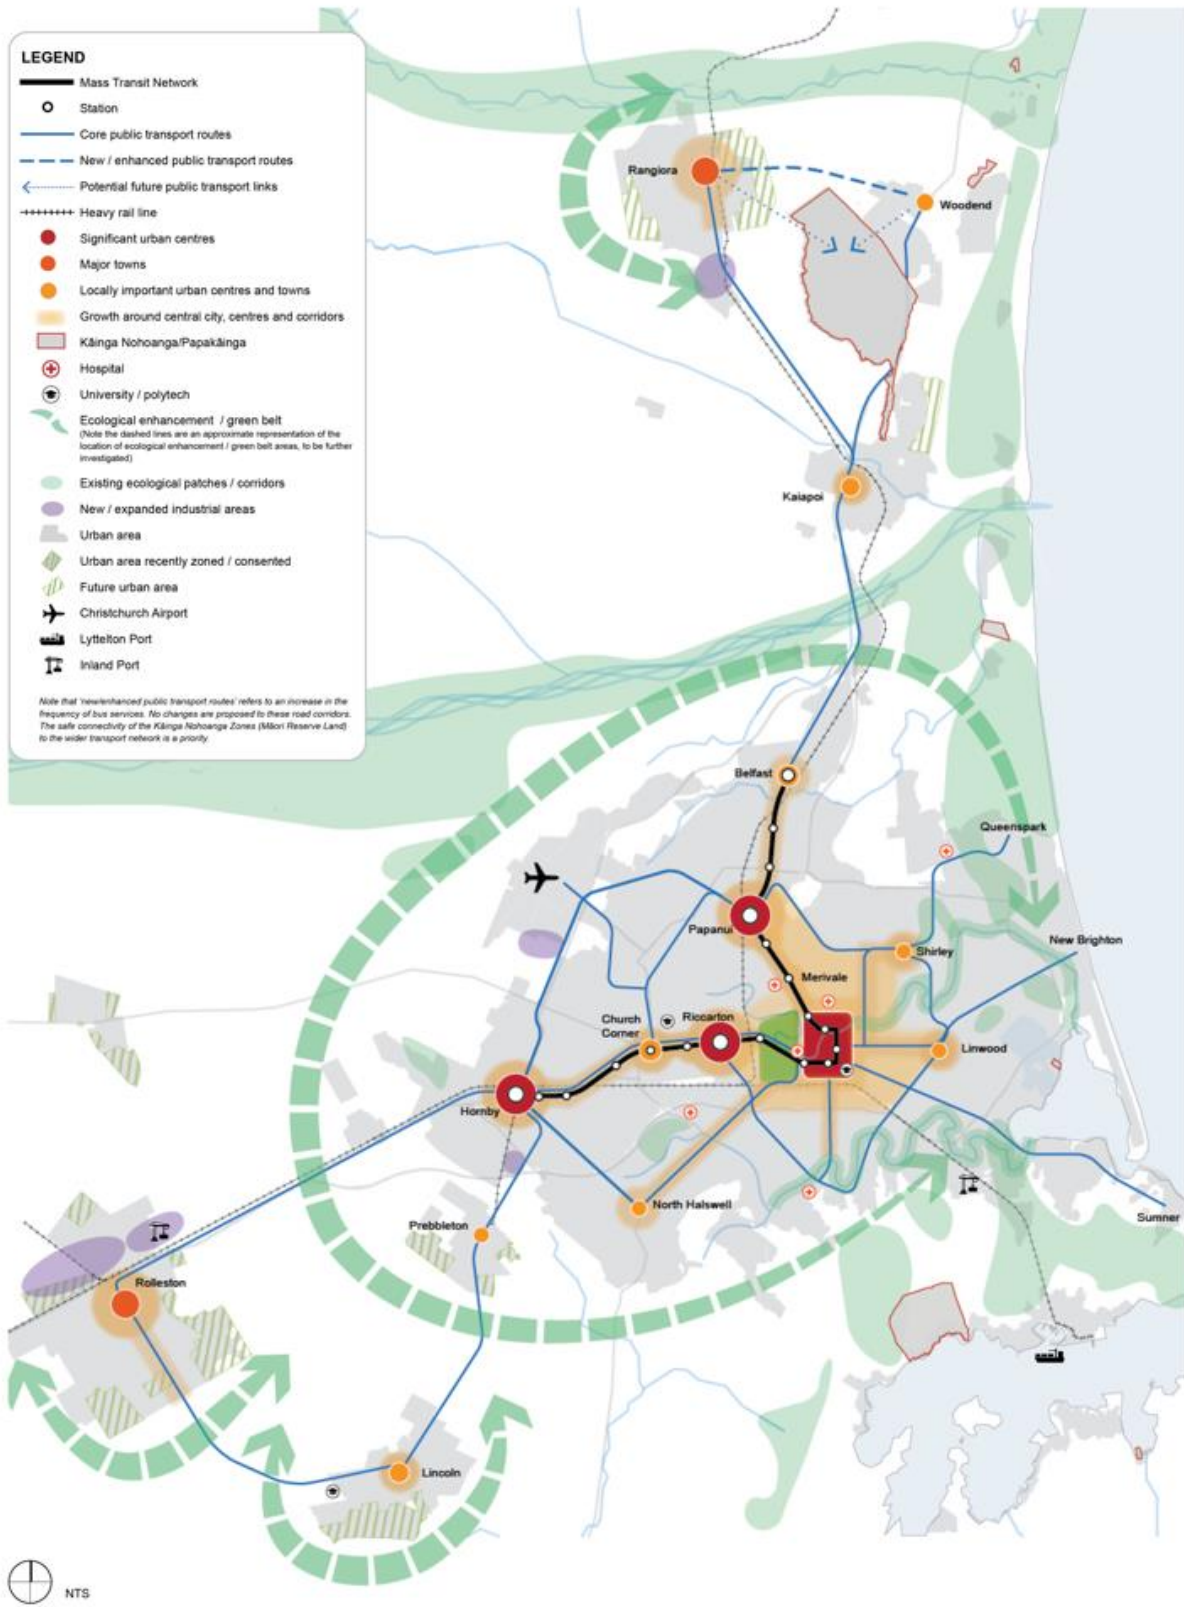 LEGEND
Mass Transit Network
Station
Core public transport routes
New / enhanced public transport routes
Potential future public transport links
Heavy rail line
Significant urban centres
Major towns
Locally important urban centres and towns
Growth around central city, centres and corridors
Kāinga Nohoanga/Papakāinga
Hospital
University / polytech
Ecological enhancement / green belt
(Note the dashed lines are an approximate representation of the
location of ecological enhancement / green belt areas, to be further
investigated)
Existing ecological patches / corridors
New / expanded industrial areas
Urban area
Urban area recently zoned / consented
Future urban area
Christchurch Airport
Lyttelton Port
Inland Port
Note that 'new/enhanced public transport routes' refers to an increase in the
frequency of bus services. No changes are proposed to these road corridors.
The safe connectivity of the Kāinga Nohoanga Zones (Māori Reserve Land)
to the wider transport network is a priority.
Rangiora
Woodend
Kaiapoi
Belfast
Queenspark
Papanui
Shirley
New Brighton
Merivale
Church
Corner
Riccarton
Linwood
Hornby
North Halswell
Prebbleton
Sumner
Rolleston
Lincoln
NTS